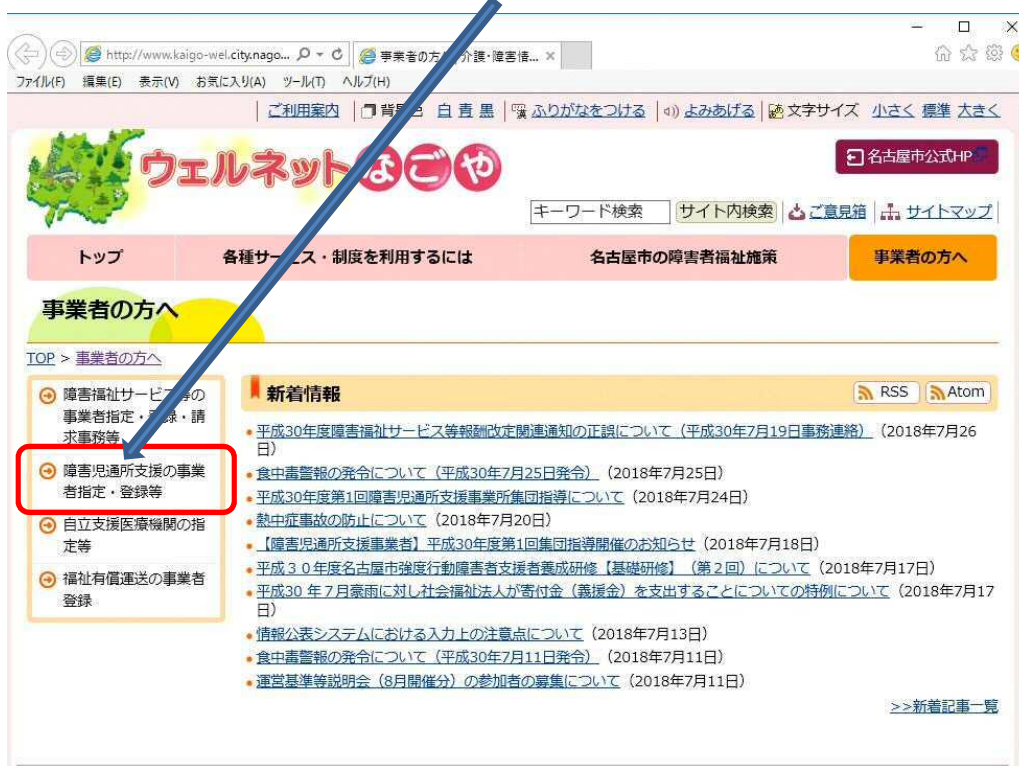 http://www.kaigo-wel.city.nago...
事業者の方へ 介護・障害情...
ファイル(F) 編集(E) 表示(V) お気に入り(A) ツール(T) ヘルプ(H)
ご利用案内 背景色 白 青 黒 ふりがなをつける よみあげる 文字サイズ 小さく 標準 大きく
ウェルネットなごや
名古屋市公式HP
キーワード検索 サイト内検索 ご意見箱 サイトマップ
トップ 各種サービス・制度を利用するには 名古屋市の障害者福祉施策 事業者の方へ
事業者の方へ
TOP > 事業者の方へ
障害福祉サービス等の
事業者指定・登録・請
求事務等
障害児通所支援の事業
者指定・登録等
自立支援医療機関の指
定等
福祉有償運送の事業者
登録
新着情報
RSS Atom
平成30年度障害福祉サービス等報酬改定関連通知の正誤について（平成30年7月19日事務連絡）（2018年7月26
日）
食中毒警報の発令について（平成30年7月25日発令）（2018年7月25日）
平成30年度第1回障害児通所支援事業所集団指導について（2018年7月24日）
熱中症事故の防止について（2018年7月20日）
【障害児通所支援事業者】平成30年度第1回集団指導開催のお知らせ（2018年7月18日）
平成３０年度名古屋市強度行動障害者支援者養成研修【基礎研修】（第２回）について（2018年7月17日）
平成30 年７月豪雨に対し社会福祉法人が寄付金（義援金）を支出することについての特例について（2018年7月17
日）
情報公表システムにおける入力上の注意点について（2018年7月13日）
食中毒警報の発令について（平成30年7月11日発令）（2018年7月11日）
運営基準等説明会（8月開催分）の参加者の募集について（2018年7月11日）
>>新着記事一覧